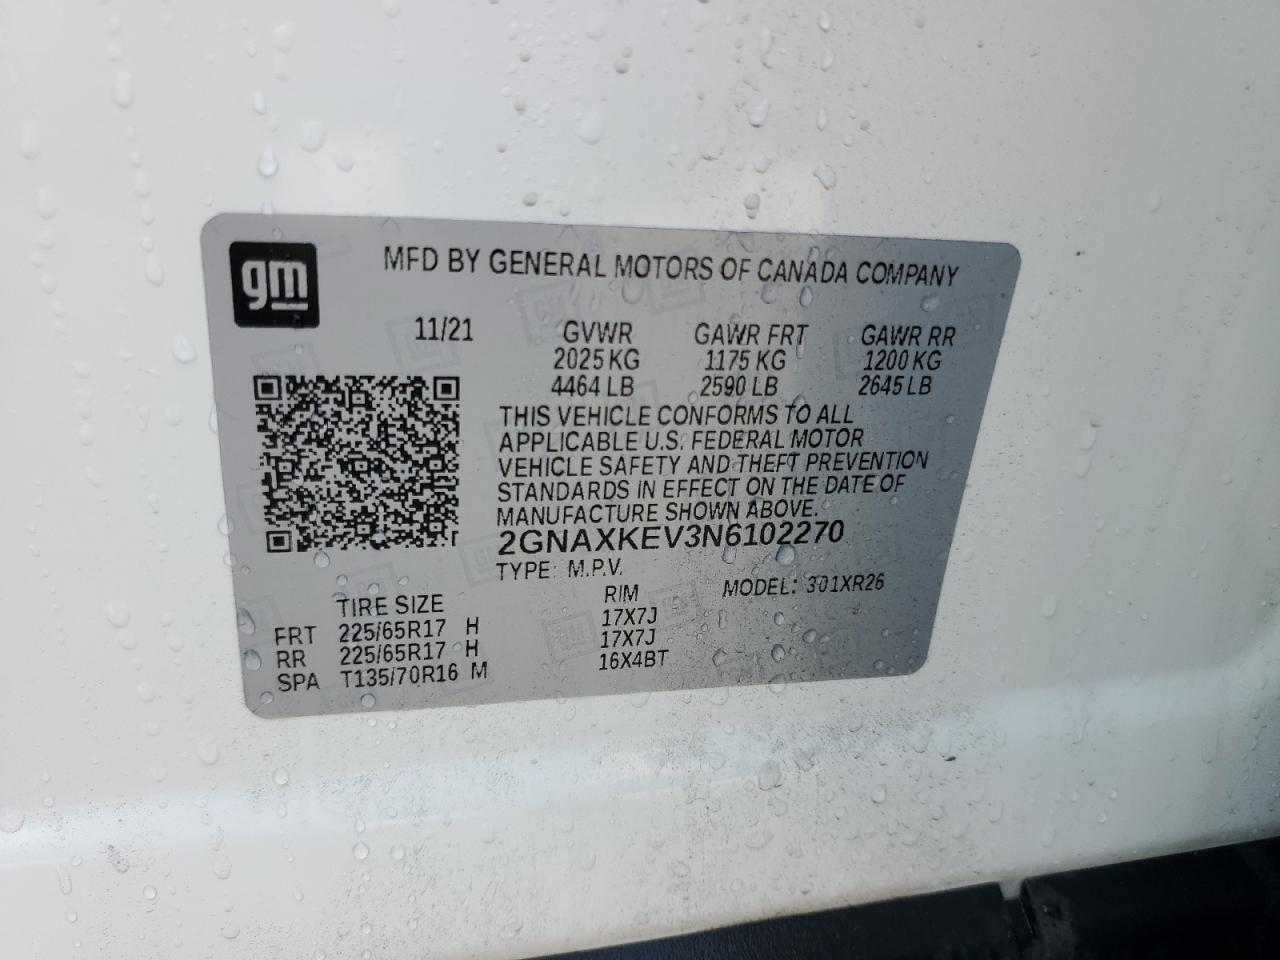 gm
MFD BY GENERAL MOTORS OF CANADA COMPANY
11/21 GVWR GAWR FRT GAWR RR
2025 KG 1175 KG 1200 KG
4464 LB 2590 LB 2645 LB
THIS VEHICLE CONFORMS TO ALL
APPLICABLE U.S. FEDERAL MOTOR
VEHICLE SAFETY AND THEFT PREVENTION
STANDARDS IN EFFECT ON THE DATE OF
MANUFACTURE SHOWN ABOVE.
2GNAXKEV3N6102270
TYPE: M.P.V. MODEL: 301XR26
TIRE SIZE RIM
FRT 225/65R17 H 17X7J
RR 225/65R17 H 17X7J
SPA T135/70R16 M 16X4BT